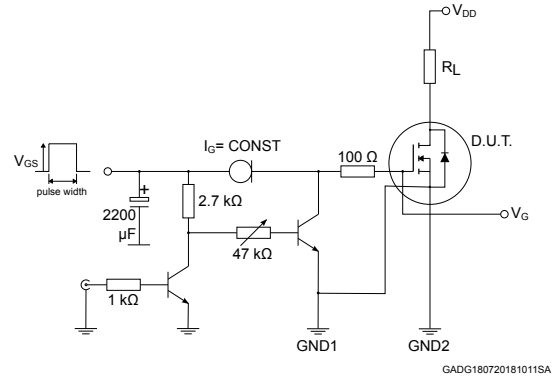 VDD
RL
IG= CONST
100 Ω
D.U.T.
VGS
pulse width
+
2200
μF
2.7 kΩ
VG
47 kΩ
1 kΩ
GND1
GND2
GADG180720181011SA